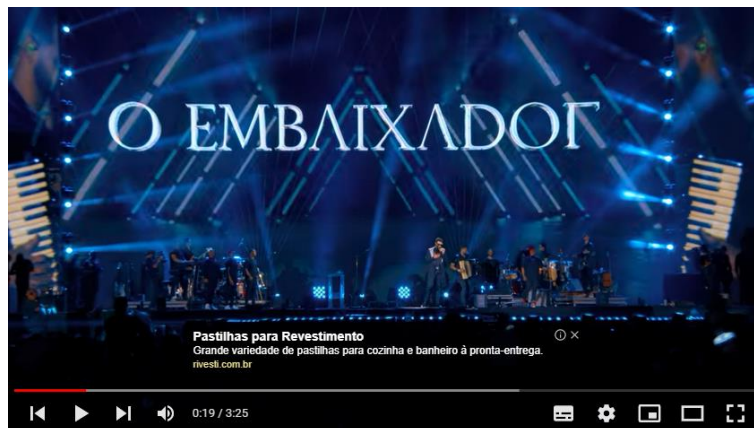 O EMBAIXADOR
Pastilhas para Revestimento
Grande variedade de pastilhas para cozinha e banheiro à pronta-entrega.
rivesti.com.br
0:19 / 3:25